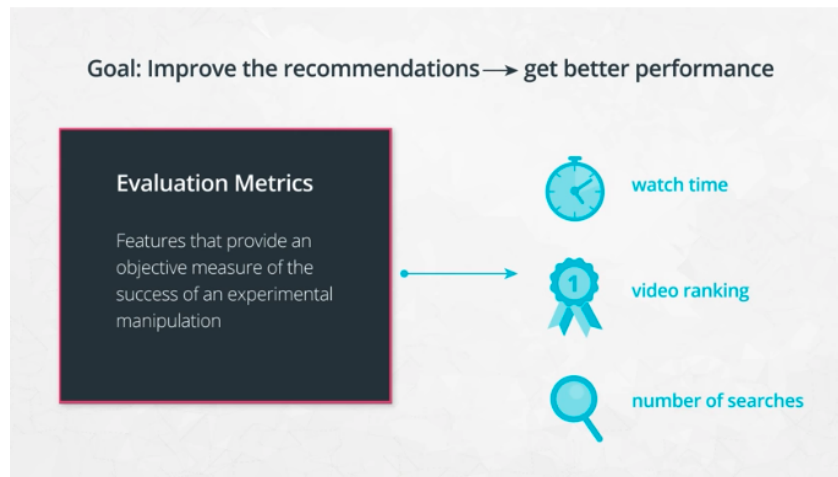 Goal: Improve the recommendations → get better performance
Evaluation Metrics
Features that provide an
objective measure of the
success of an experimental
manipulation
watch time
1
video ranking
number of searches